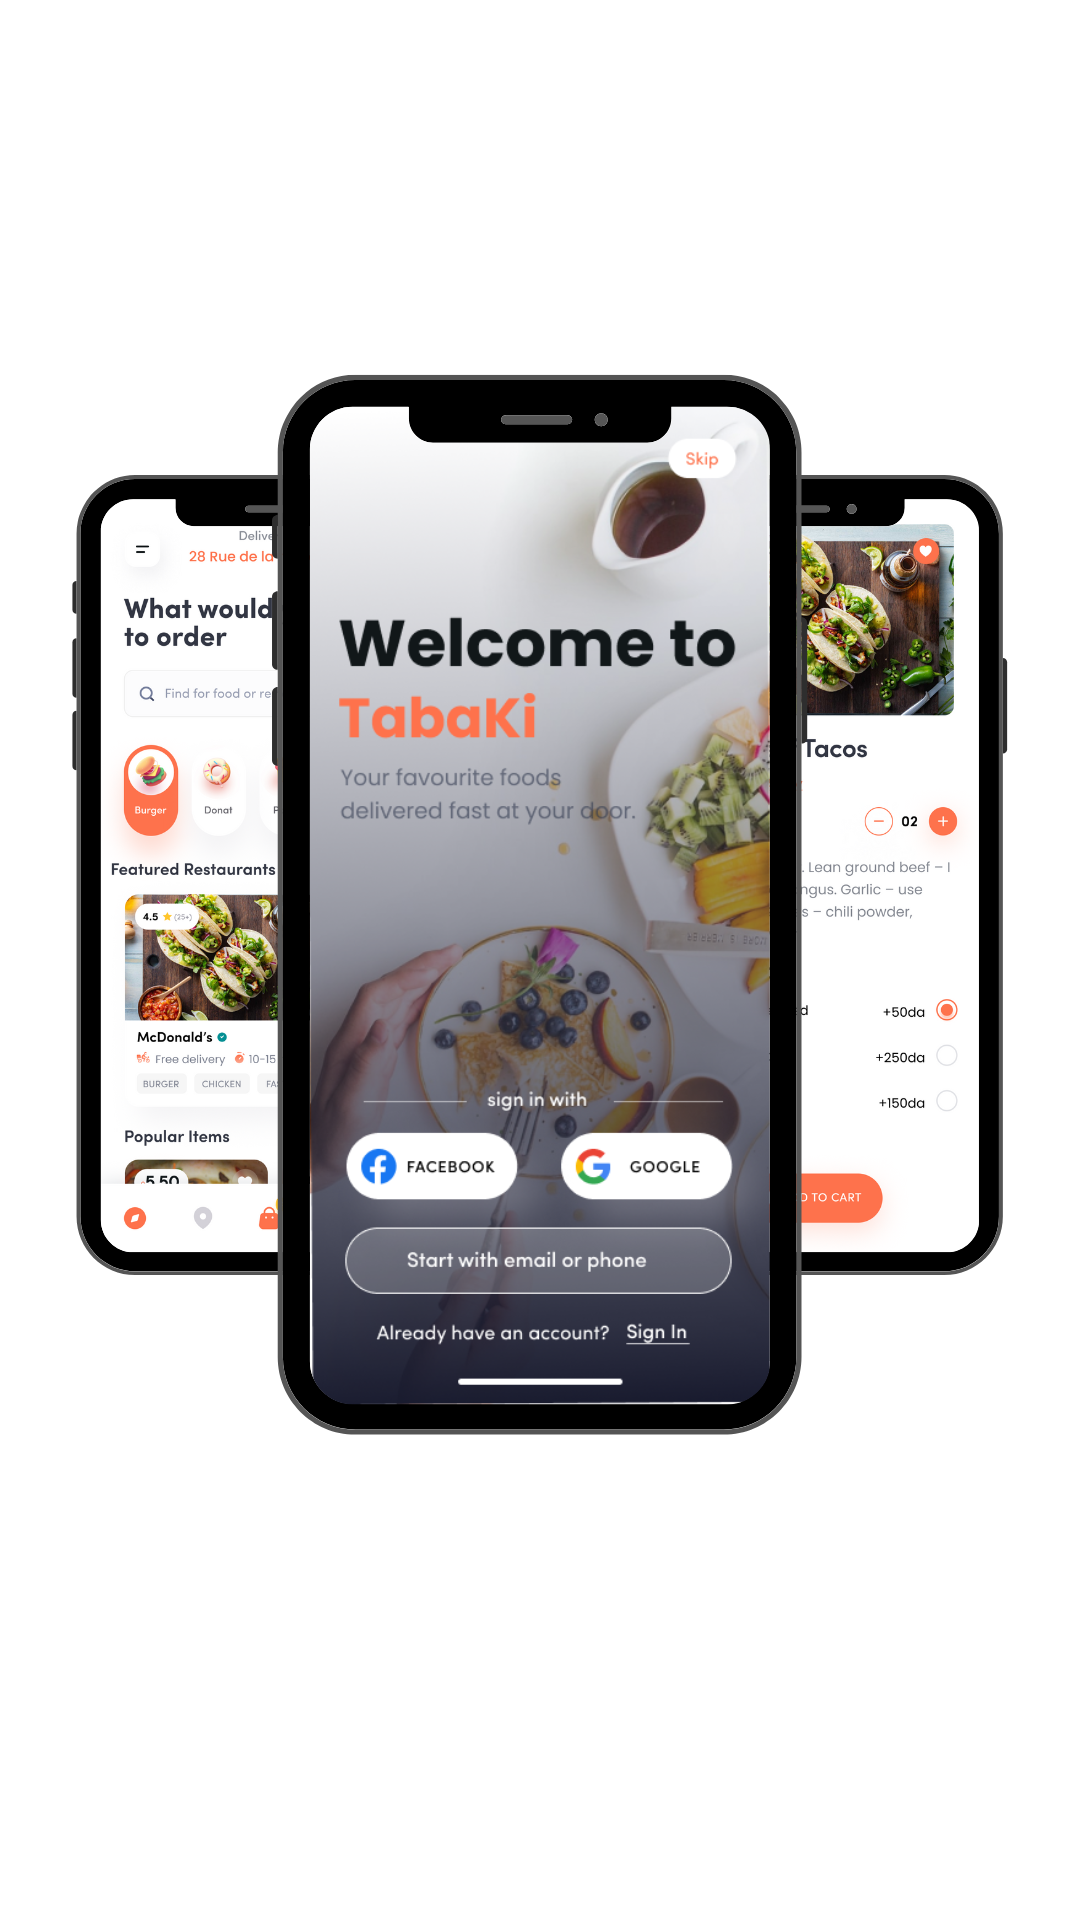 Delive
28 Rue de la
What would
to order
Find for food or re
Burger
Donat
Featured Restaurants
4.5 (25+)
McDonald's
Free delivery 10-15
BURGER CHICKEN FAS
Popular Items
5.50
Skip
Welcome to
TabaKi
Your favourite foods
delivered fast at your door.
sign in with
FACEBOOK GOOGLE
Start with email or phone
Already have an account? Sign In
Tacos
02
. Lean ground beef – I
ngus. Garlic – use
s – chili powder,
+50da
+250da
+150da
TO CART